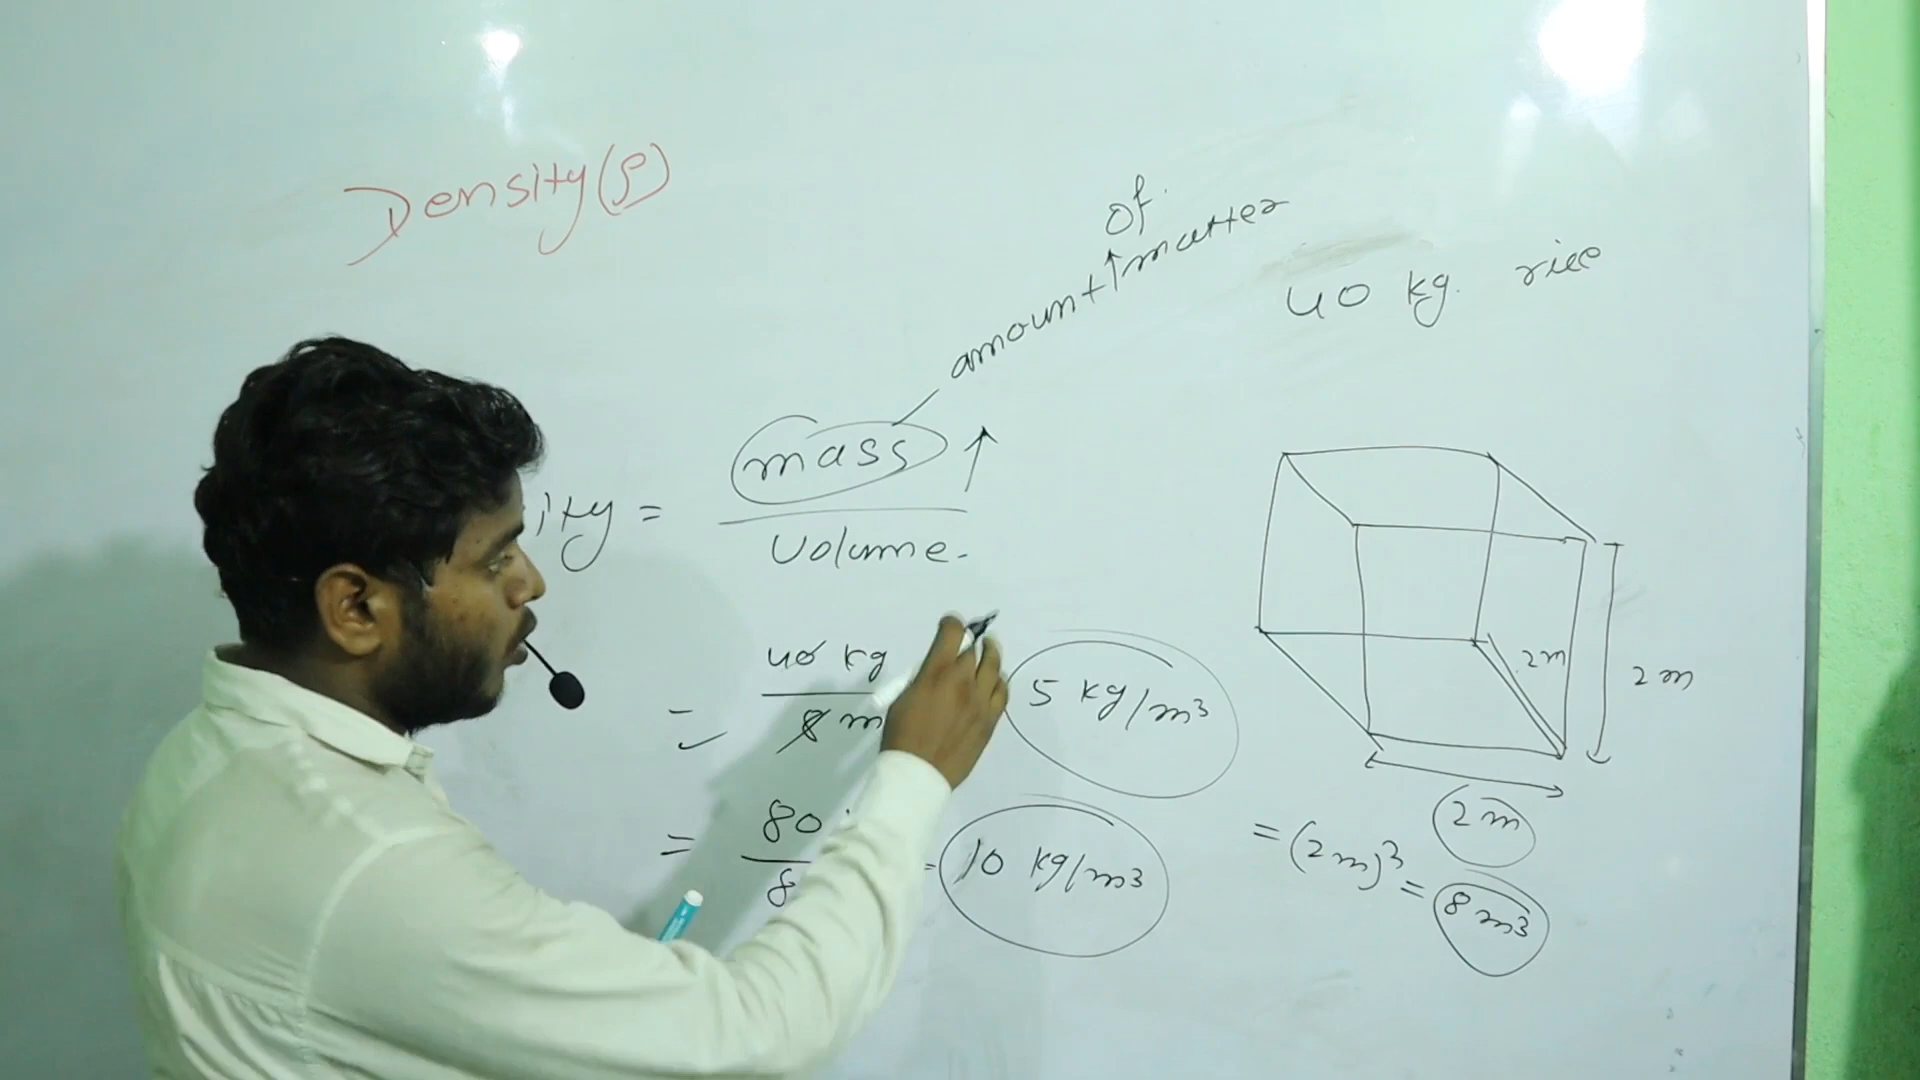 Density (ρ)
of
amount ↑ matter
40 kg. rice
mass ↑
ity =
Volume.
= 40 kg
8 m
5 kg/m³
2m
2m
2m
= 80
8
= 10 kg/m³
= (2m)³ = 8m³